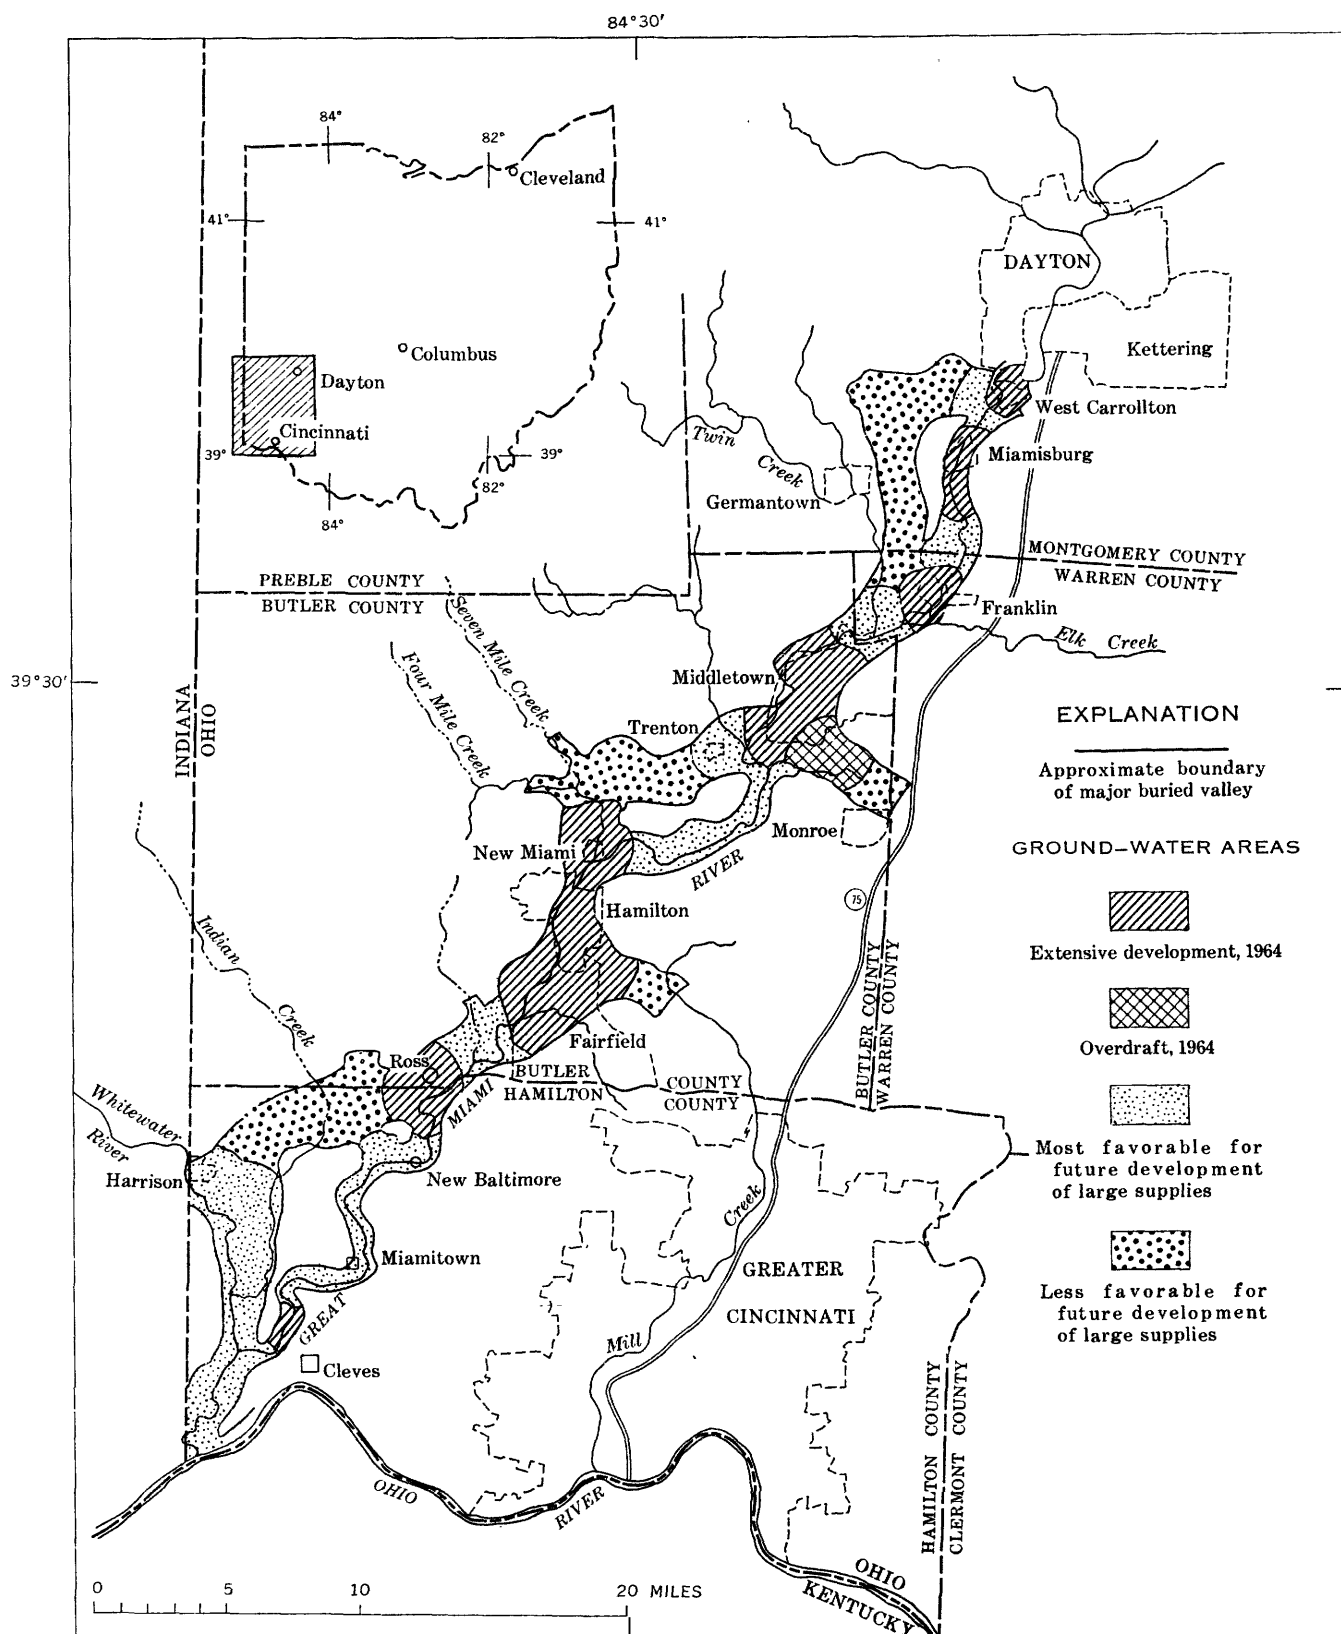 84°30′
84°
82°
Cleveland
41°
41°
DAYTON
Columbus
Kettering
Dayton
West Carrollton
Cincinnati
Twin
Creek
39°
39°
82°
Miamisburg
Germantown
84°
MONTGOMERY COUNTY
WARREN COUNTY
PREBLE COUNTY
BUTLER COUNTY
Seven Mile Creek
Franklin
Elk Creek
Four Mile Creek
39°30′
Middletown
INDIANA
OHIO
Trenton
EXPLANATION
Approximate boundary
of major buried valley
Monroe
New Miami
GROUND-WATER AREAS
RIVER
75
Hamilton
Indian
Creek
Extensive development, 1964
BUTLER COUNTY
WARREN COUNTY
Fairfield
Overdraft, 1964
Ross
BUTLER COUNTY
HAMILTON COUNTY
MIAMI
Whitewater
River
Most favorable for
future development
of large supplies
Harrison
New Baltimore
Creek
Miamitown
GREATER
CINCINNATI
Less favorable for
future development
of large supplies
GREAT
Mill
Cleves
HAMILTON COUNTY
CLERMONT COUNTY
OHIO
RIVER
OHIO
KENTUCKY
0
5
10
20 MILES